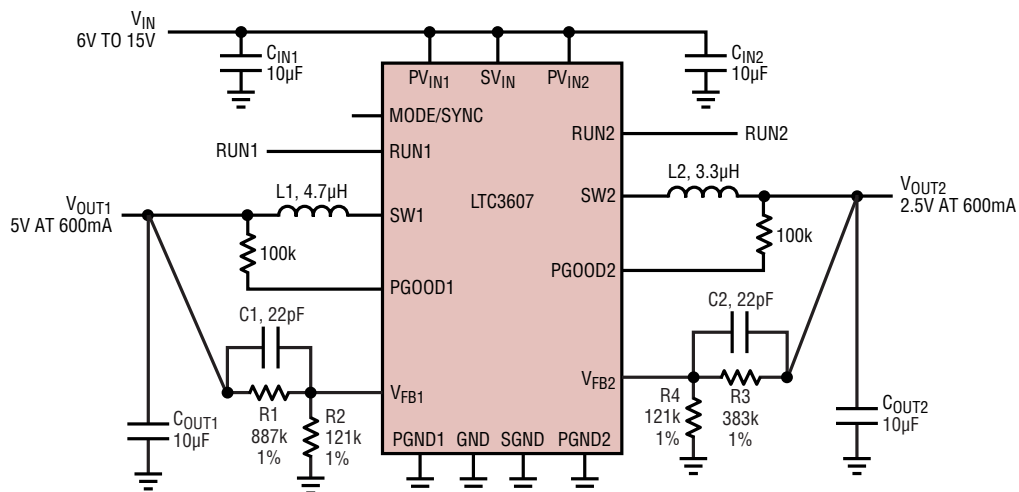 VIN
6V TO 15V
CIN1
10µF
CIN2
10µF
PVIN1
SVIN
PVIN2
MODE/SYNC
RUN1
RUN1
RUN2
RUN2
LTC3607
L1, 4.7µH
SW1
VOUT1
5V AT 600mA
100k
PGOOD1
L2, 3.3µH
SW2
VOUT2
2.5V AT 600mA
100k
PGOOD2
C1, 22pF
VFB1
R1
887k
1%
R2
121k
1%
COUT1
10µF
C2, 22pF
VFB2
R4
121k
1%
R3
383k
1%
COUT2
10µF
PGND1
GND
SGND
PGND2